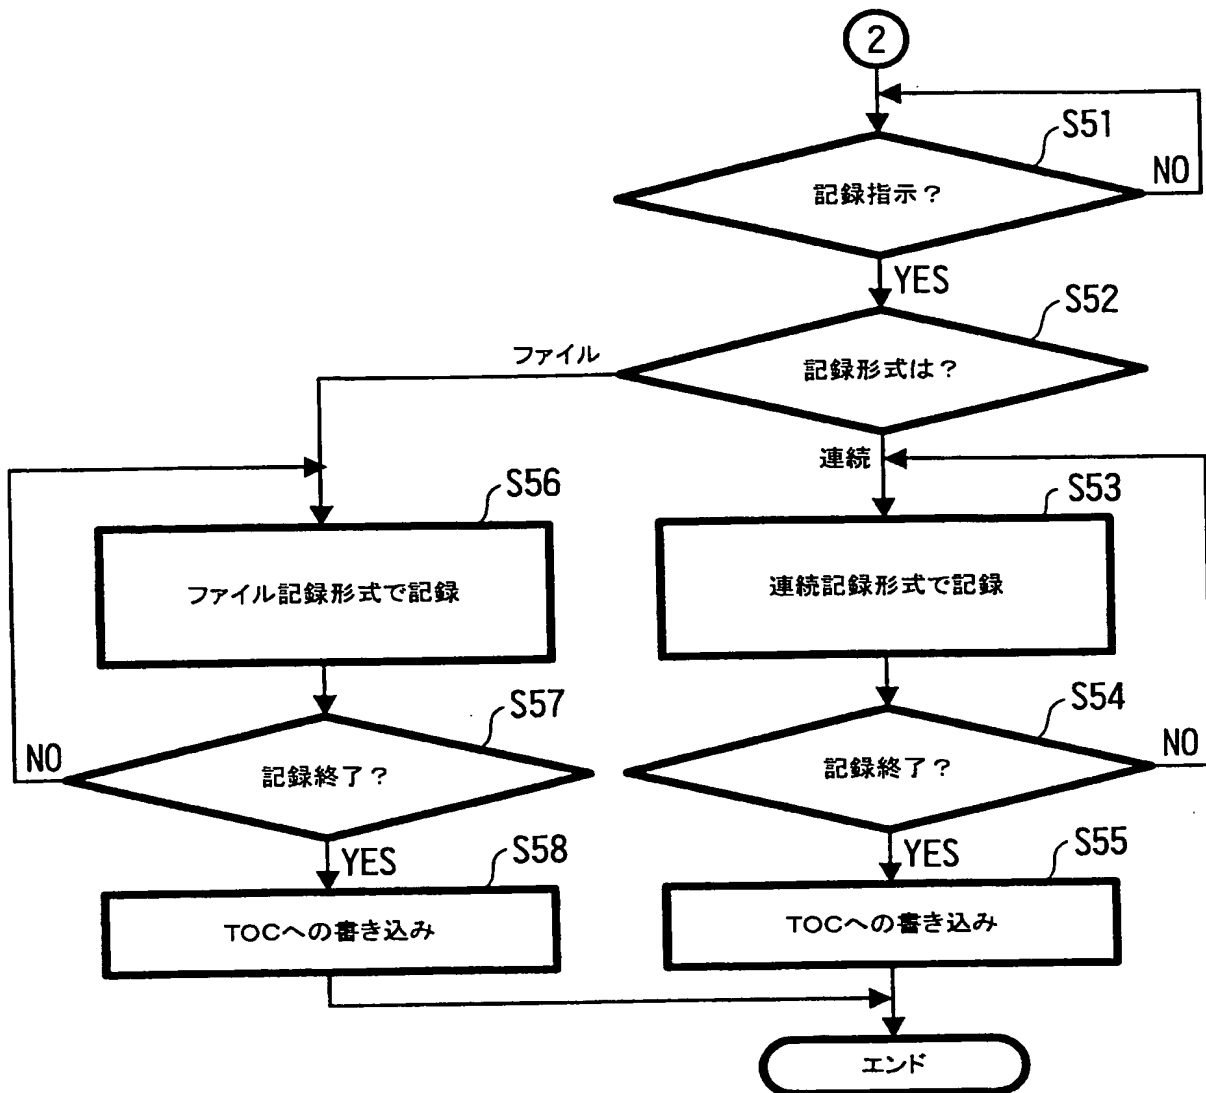 2
S51
記録指示？
NO
YES
S52
記録形式は？
ファイル
連続
S56
ファイル記録形式で記録
S53
連続記録形式で記録
S57
記録終了？
NO
YES
S54
記録終了？
NO
YES
S58
TOCへの書き込み
S55
TOCへの書き込み
エンド